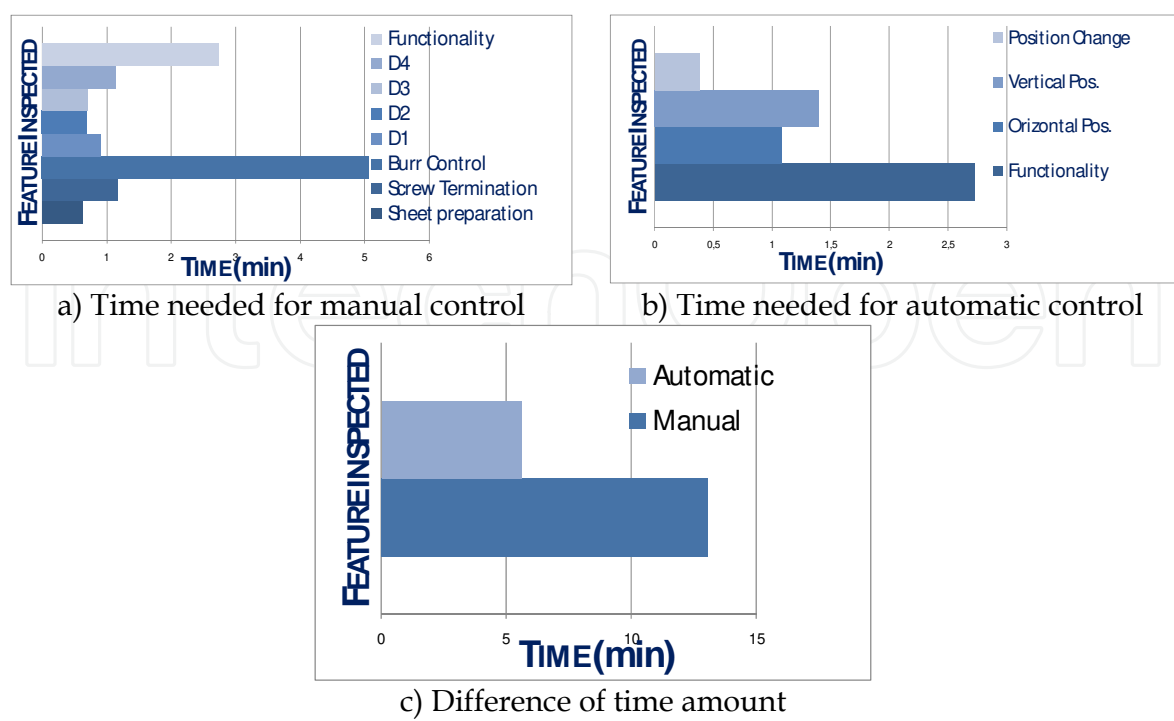 FEATURE INSPECTED
Functionality
D4
D3
D2
D1
Burr Control
Screw Termination
Sheet preparation
0 1 2 3 4 5 6
TIME(min)
a) Time needed for manual control
FEATURE INSPECTED
Position Change
Vertical Pos.
Orizontal Pos.
Functionality
0 0,5 1 1,5 2 2,5 3
TIME(min)
b) Time needed for automatic control
FEATURE INSPECTED
Automatic
Manual
0 5 10 15
TIME(min)
c) Difference of time amount